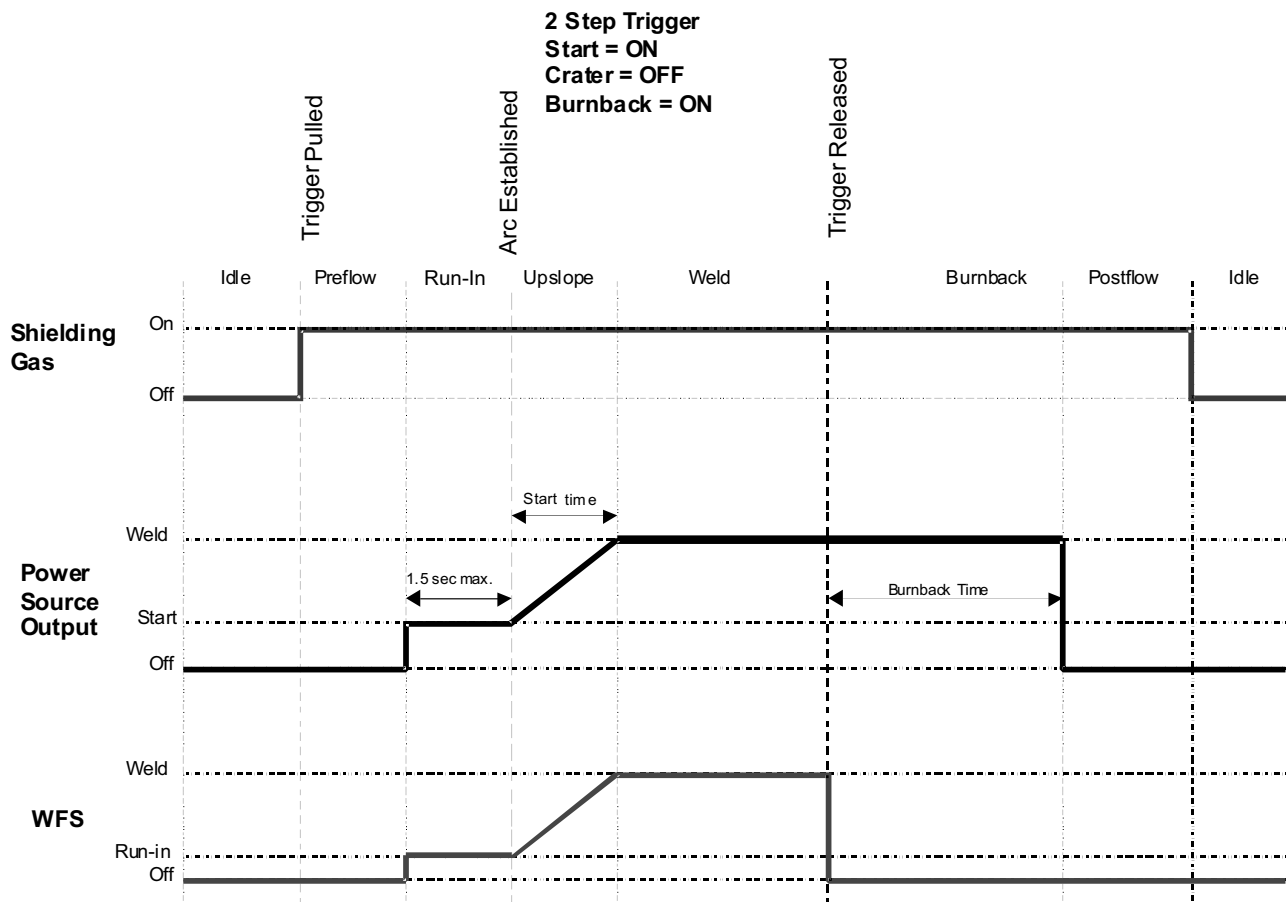 2 Step Trigger
Start = ON
Crater = OFF
Burnback = ON
Trigger Pulled
Arc Established
Trigger Released
Idle
Preflow
Run-In
Upslope
Weld
Burnback
Postflow
Idle
Shielding
Gas
On
Off
Start time
Weld
1.5 sec max.
Power
Source
Output
Burnback Time
Start
Off
Weld
WFS
Run-in
Off